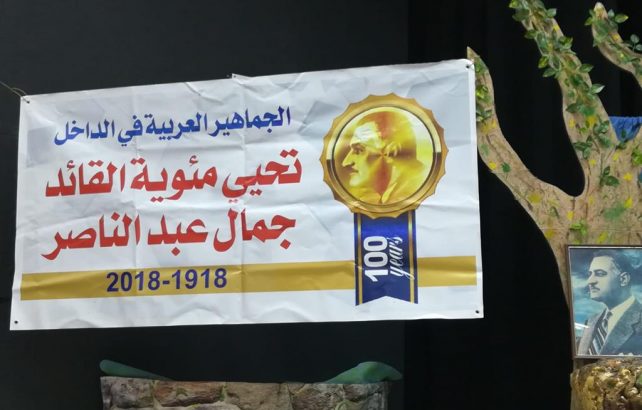 الجماهير العربية في الداخل
تحيي مئوية القائد
جمال عبد الناصر
2018-1918
100
years